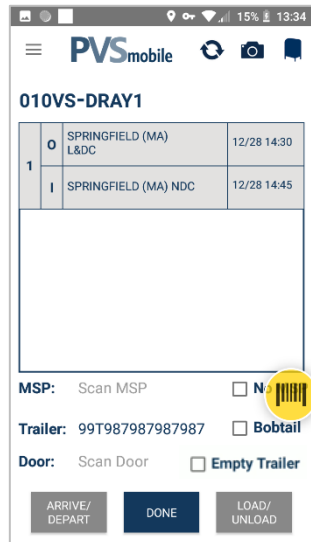 15% 13:34
PVSmobile
010VS-DRAY1
1 O SPRINGFIELD (MA) L&DC 12/28 14:30
I SPRINGFIELD (MA) NDC 12/28 14:45
MSP: Scan MSP
Trailer: 99T987987987987 Bobtail
Door: Scan Door Empty Trailer
ARRIVE/
DEPART
DONE
LOAD/
UNLOAD